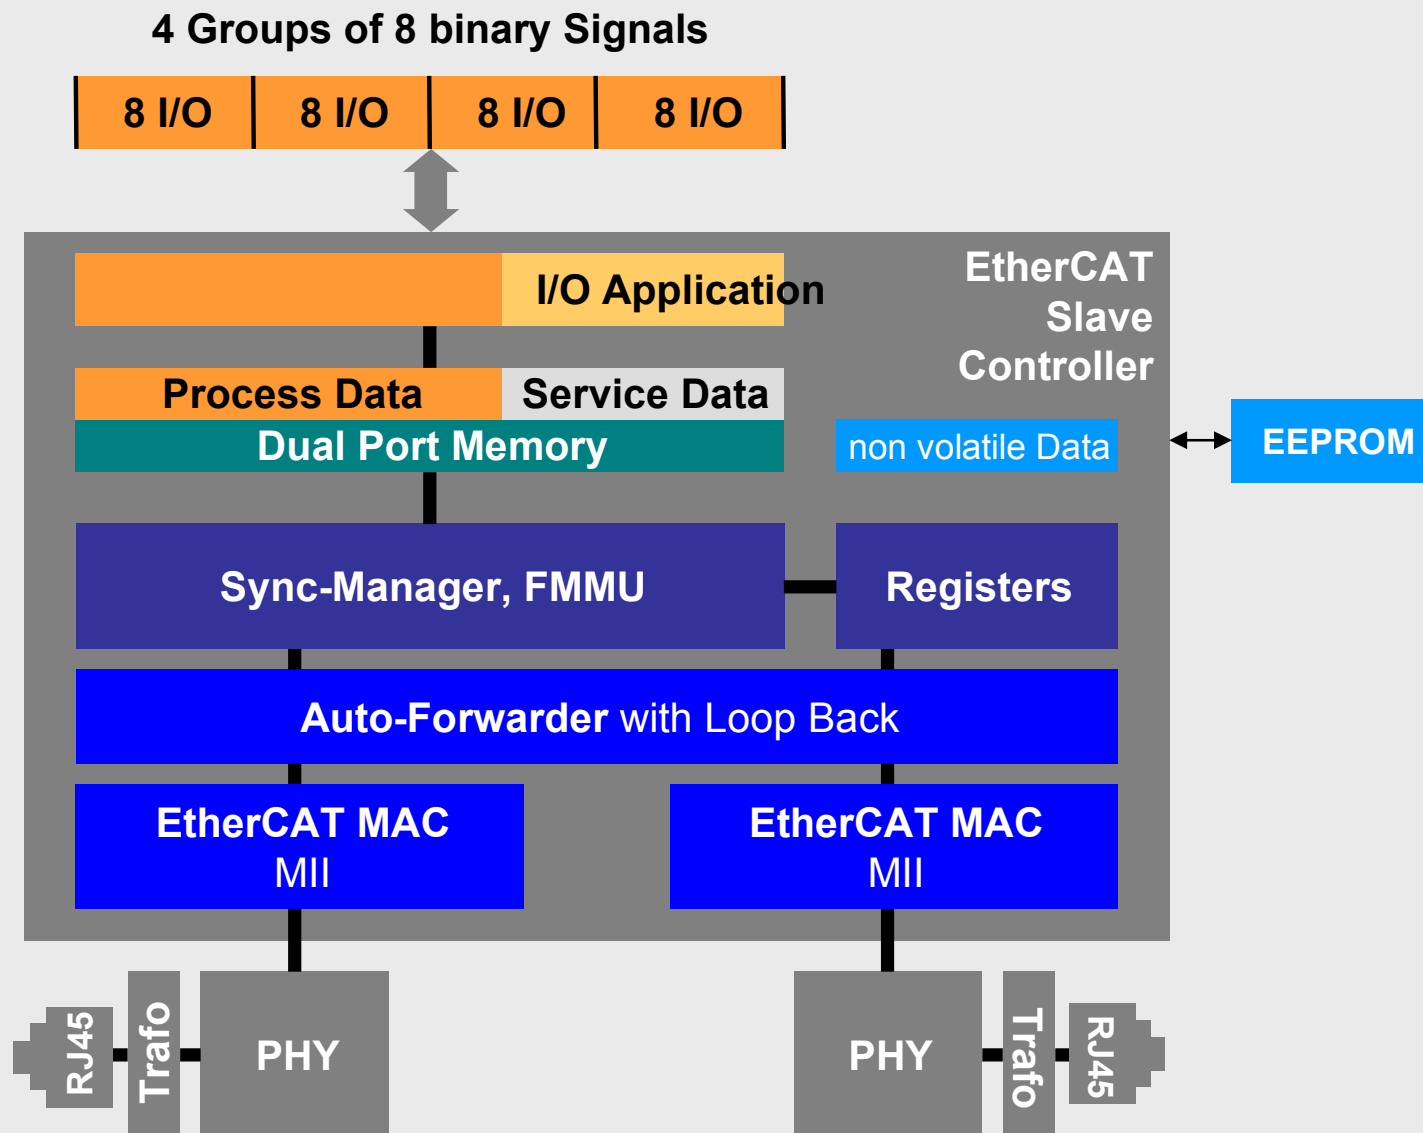 4 Groups of 8 binary Signals
8 I/O
8 I/O
8 I/O
8 I/O
I/O Application
EtherCAT
Slave
Controller
Process Data
Service Data
Dual Port Memory
non volatile Data
EEPROM
Sync-Manager, FMMU
Registers
Auto-Forwarder with Loop Back
EtherCAT MAC
MII
EtherCAT MAC
MII
RJ45
Trafo
PHY
PHY
Trafo
RJ45